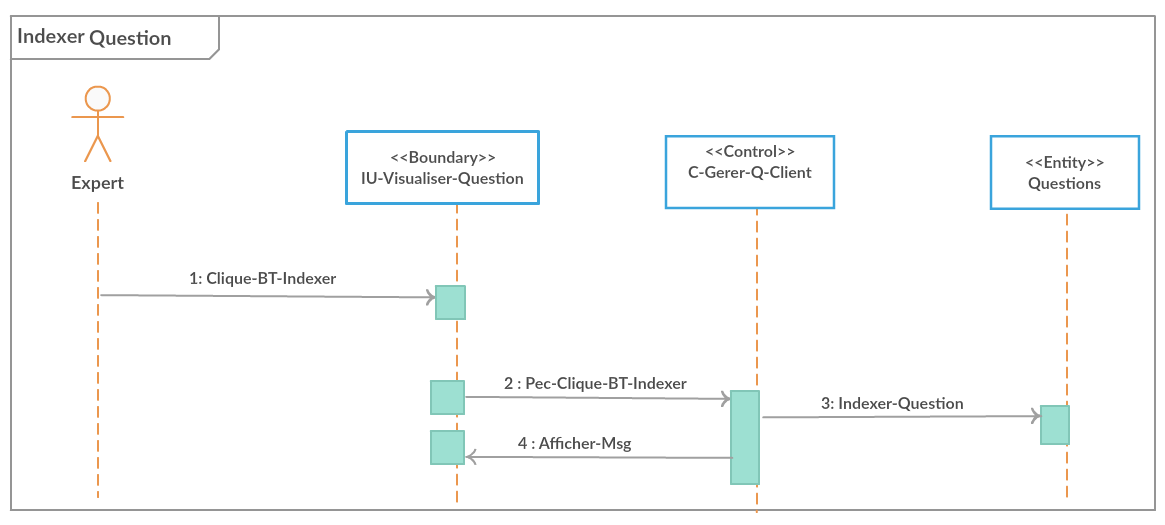 Indexer Question
Expert
<<Boundary>>
IU-Visualiser-Question
<<Control>>
C-Gerer-Q-Client
<<Entity>>
Questions
1: Clique-BT-Indexer
2 : Pec-Clique-BT-Indexer
3: Indexer-Question
4 : Afficher-Msg